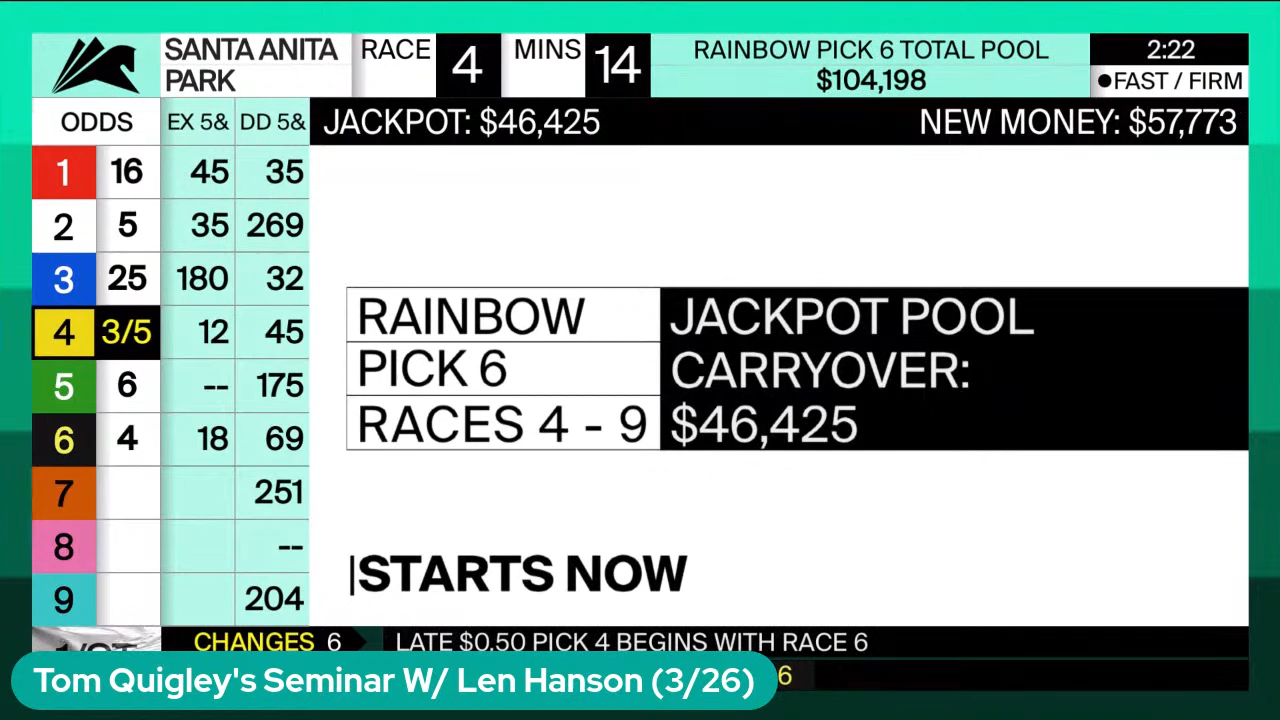 SANTA ANITA PARK
RACE 4
MINS 14
RAINBOW PICK 6 TOTAL POOL
$104,198
2:22
FAST / FIRM
ODDS EX 5& DD 5&
JACKPOT: $46,425
NEW MONEY: $57,773
1 16 45 35
2 5 35 269
3 25 180 32
4 3/5 12 45
5 6 -- 175
6 4 18 69
7 251
8 --
9 204
RAINBOW
PICK 6
RACES 4 - 9
JACKPOT POOL
CARRYOVER:
$46,425
STARTS NOW
CHANGES 6
LATE $0.50 PICK 4 BEGINS WITH RACE 6
Tom Quigley's Seminar W/ Len Hanson (3/26)
6